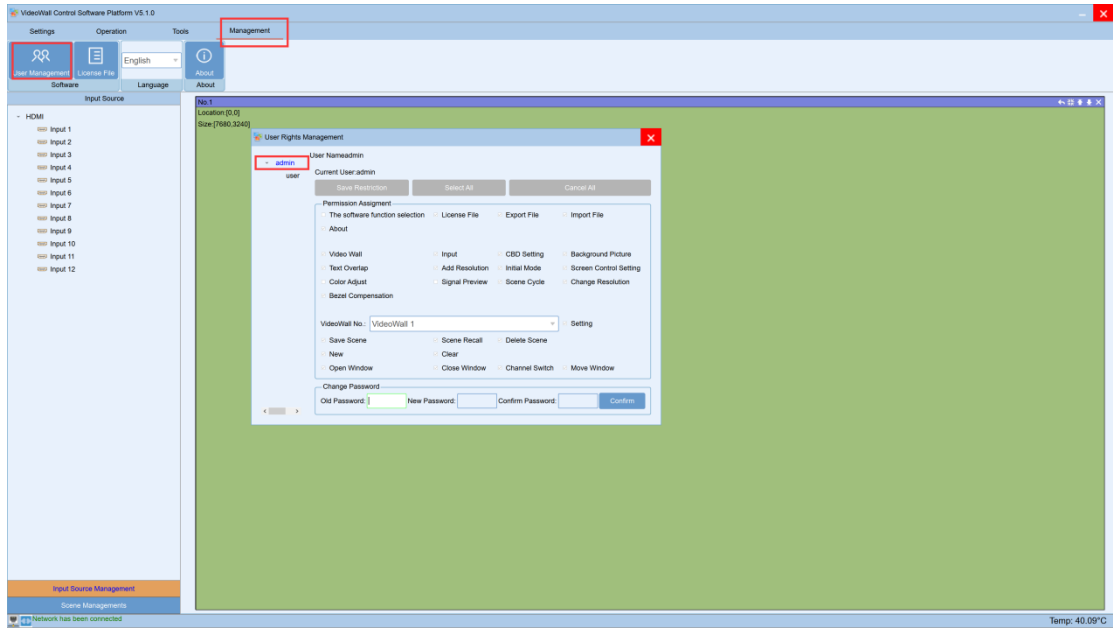 VideoWall Control Software Platform V5.1.0
Settings Operation Tools Management
User Management License File English About
Software Language About
Input Source
HDMI
Input 1
Input 2
Input 3
Input 4
Input 5
Input 6
Input 7
Input 8
Input 9
Input 10
Input 11
Input 12
Input Source Management
Scene Managements
No.1
Location:[0,0]
Size:[7680,3240]
User Rights Management
admin
user
User Nameadmin
Current User:admin
Save Restriction Select All Cancel All
Permission Assigment
The software function selection License File Export File Import File
About
Video Wall Input CBD Setting Background Picture
Text Overlap Add Resolution Initial Mode Screen Control Setting
Color Adjust Signal Preview Scene Cycle Change Resolution
Bezel Compensation
VideoWall No.: VideoWall 1 Setting
Save Scene Scene Recall Delete Scene
New Clear
Open Window Close Window Channel Switch Move Window
Change Password
Old Password: New Password: Confirm Password: Confirm
Network has been connected Temp: 40.09°C